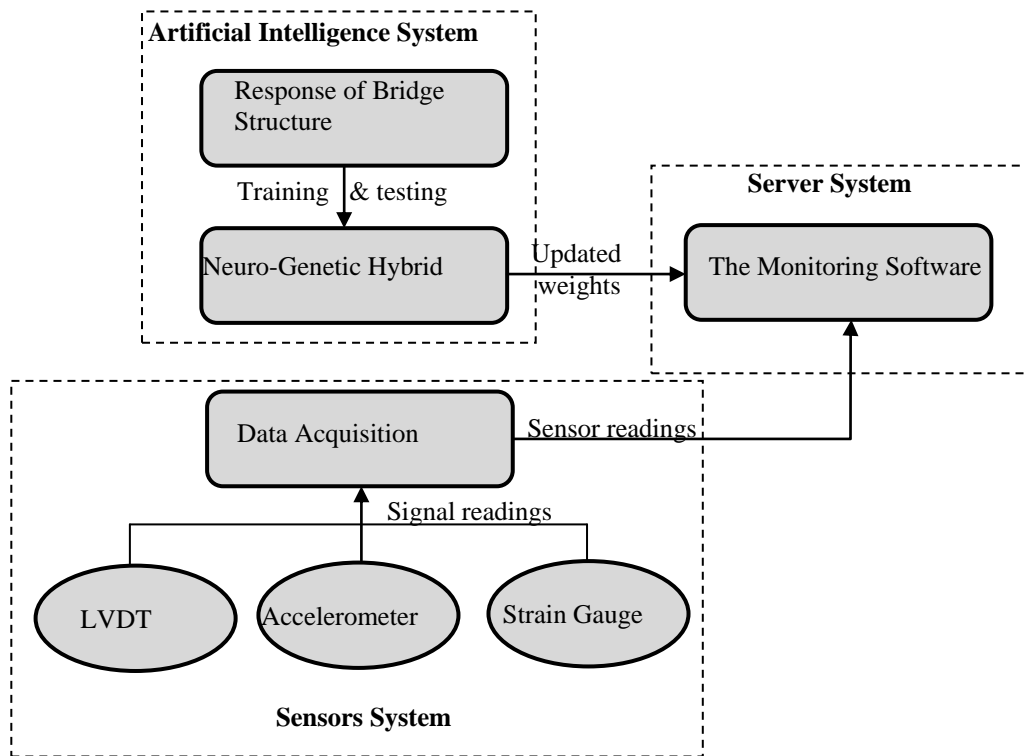 Artificial Intelligence System
Response of Bridge
Structure
Training & testing
Neuro-Genetic Hybrid
Updated
weights
Server System
The Monitoring Software
Data Acquisition
Sensor readings
Signal readings
LVDT
Accelerometer
Strain Gauge
Sensors System